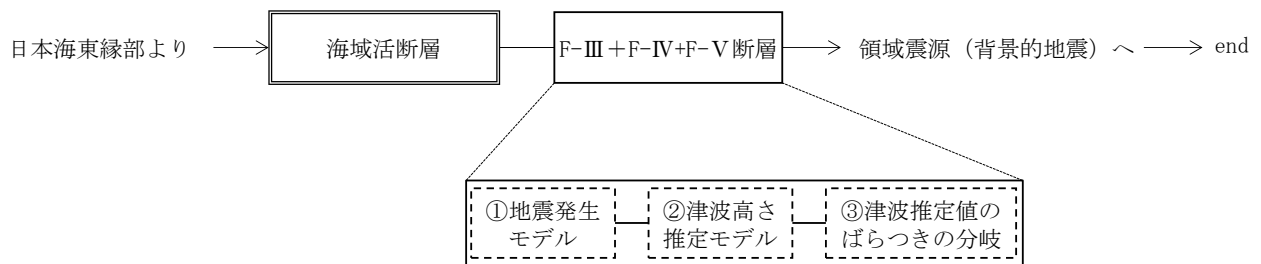 日本海東縁部より
海域活断層
F-Ⅲ＋F-Ⅳ+F-Ⅴ断層
領域震源（背景的地震）へ
end
①地震発生
モデル
②津波高さ
推定モデル
③津波推定値の
ばらつきの分岐